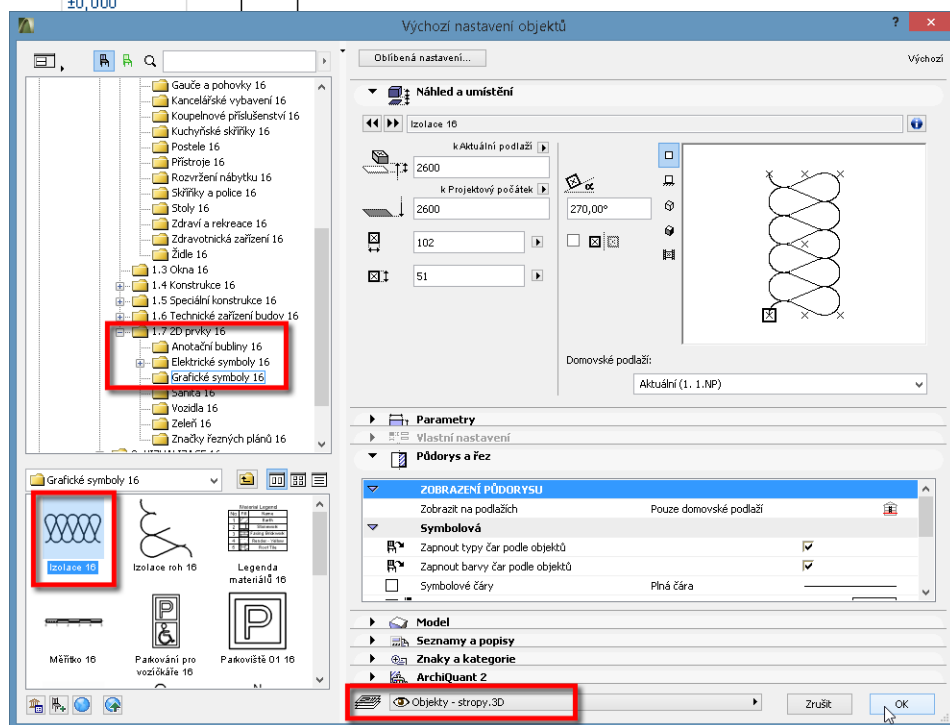 ±0,000
Výchozí nastavení objektů
?
Gauče a pohovky 16
Kancelářské vybavení 16
Koupelnové příslušenství 16
Kuchyňské skříňky 16
Postele 16
Přístroje 16
Rozvržení nábytku 16
Skříňky a police 16
Stoly 16
Zdraví a rekreace 16
Zdravotnická zařízení 16
Židle 16
1.3 Okna 16
1.4 Konstrukce 16
1.5 Speciální konstrukce 16
1.6 Technické zařízení budov 16
1.7 2D prvky 16
Anotační bubliny 16
Elektrické symboly 16
Grafické symboly 16
Sanita 16
Vozidla 16
Zeleň 16
Značky řezných plánů 16
Grafické symboly 16
Izolace 16
Izolace roh 16
Material Legend
Legenda
materiálů 16
Měřítko 16
P
Parkování pro
vozíčkáře 16
P
Parkoviště 01 16
Oblíbená nastavení...
Výchozí
Náhled a umístění
Izolace 16
k Aktuální podlaží
2600
k Projektový počátek
2600
102
51
α
270,00°
Domovské podlaží:
Aktuální (1. 1.NP)
Parametry
Vlastní nastavení
Půdorys a řez
ZOBRAZENÍ PŮDORYSU
Zobrazit na podlažích Pouze domovské podlaží
Symbolová
Zapnout typy čar podle objektů
Zapnout barvy čar podle objektů
Symbolové čáry Plná čára
Model
Seznamy a popisy
Znaky a kategorie
ArchiQuant 2
Objekty - stropy.3D
Zrušit
OK